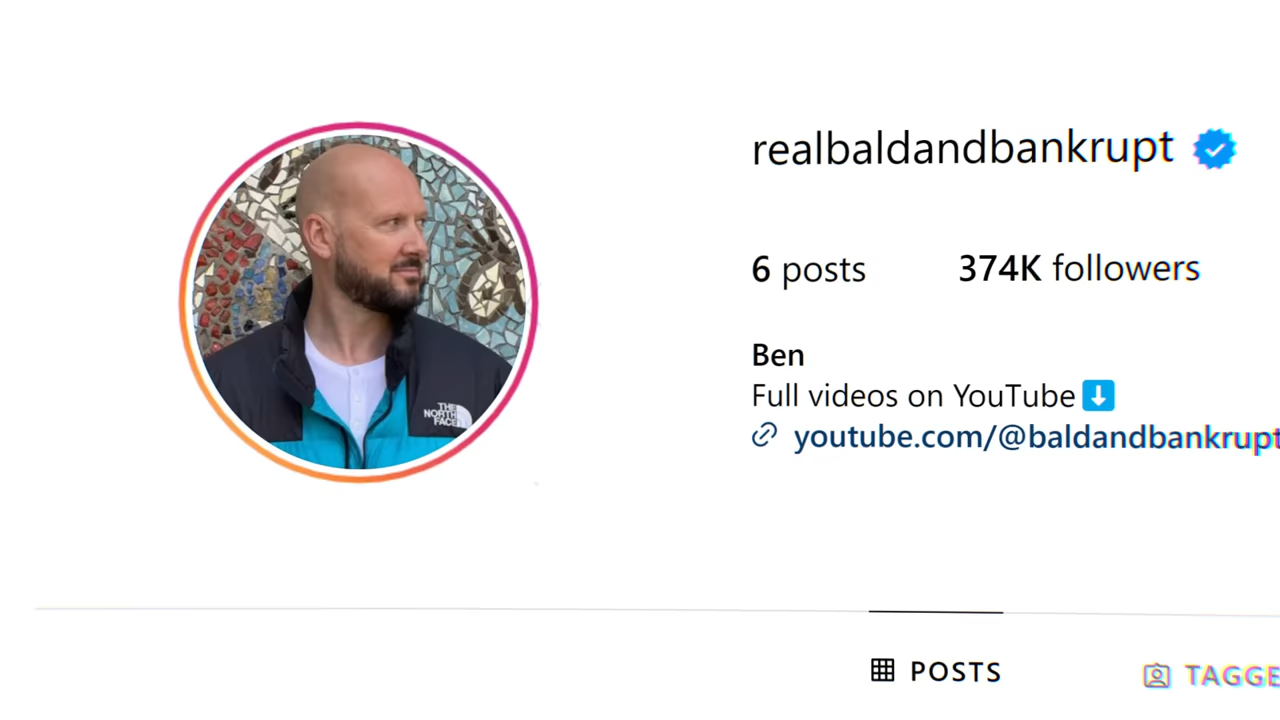 realbaldandbankrupt
6 posts 374K followers
Ben
Full videos on YouTube
youtube.com/@baldandbankrupt
THE
NORTH
FACE
POSTS TAGGE